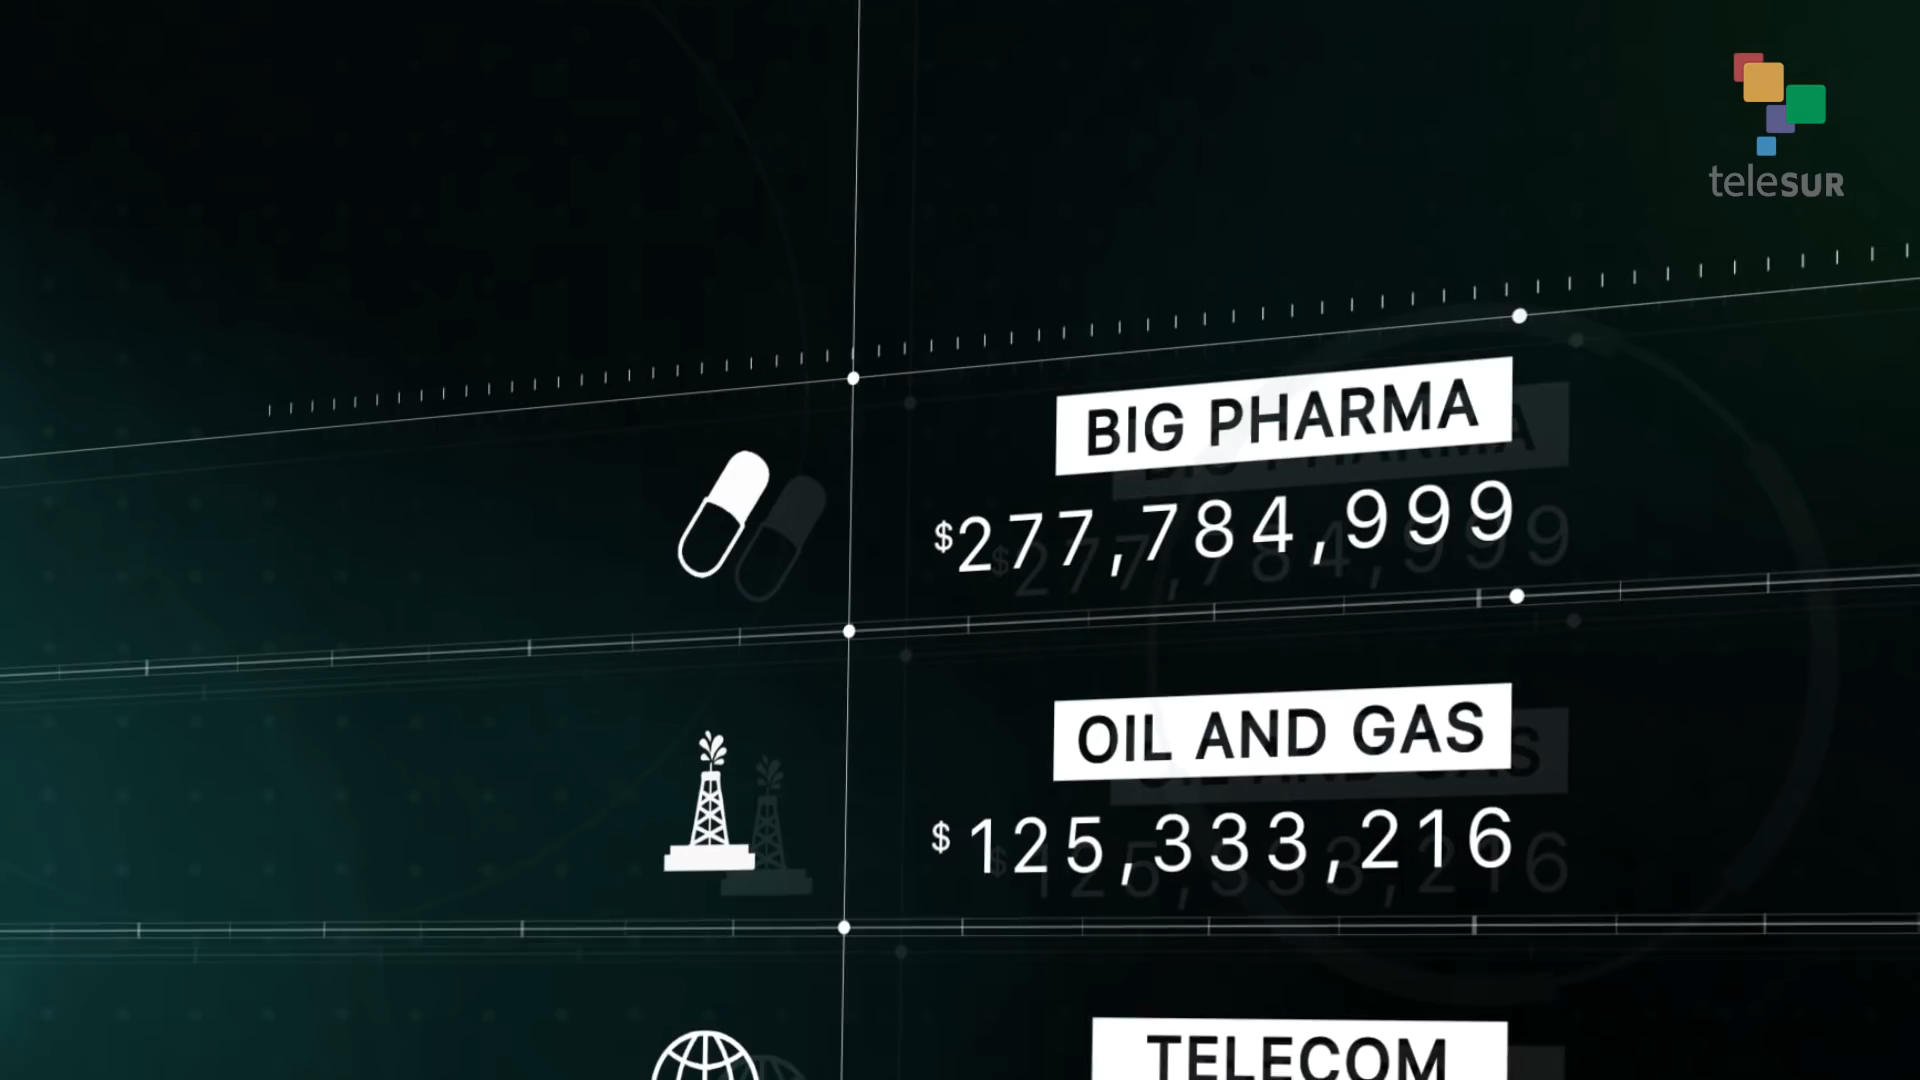 teleSUR
BIG PHARMA
$277,784,999
OIL AND GAS
$125,333,216
TELECOM